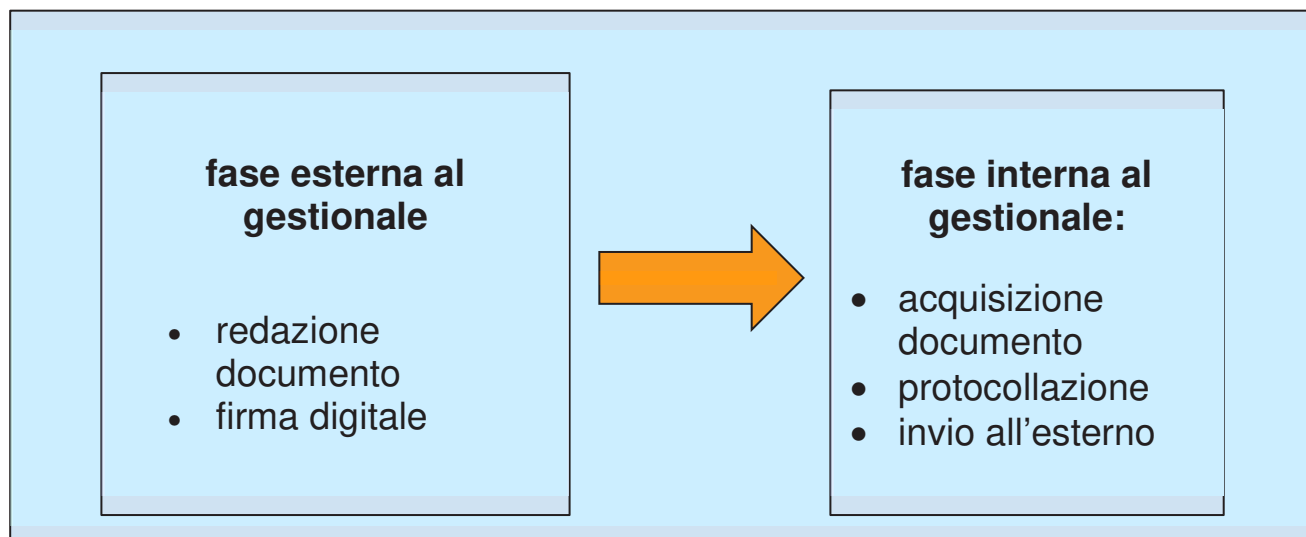 fase esterna al
gestionale
• redazione
documento
• firma digitale
fase interna al
gestionale:
• acquisizione
documento
• protocollazione
• invio all’esterno